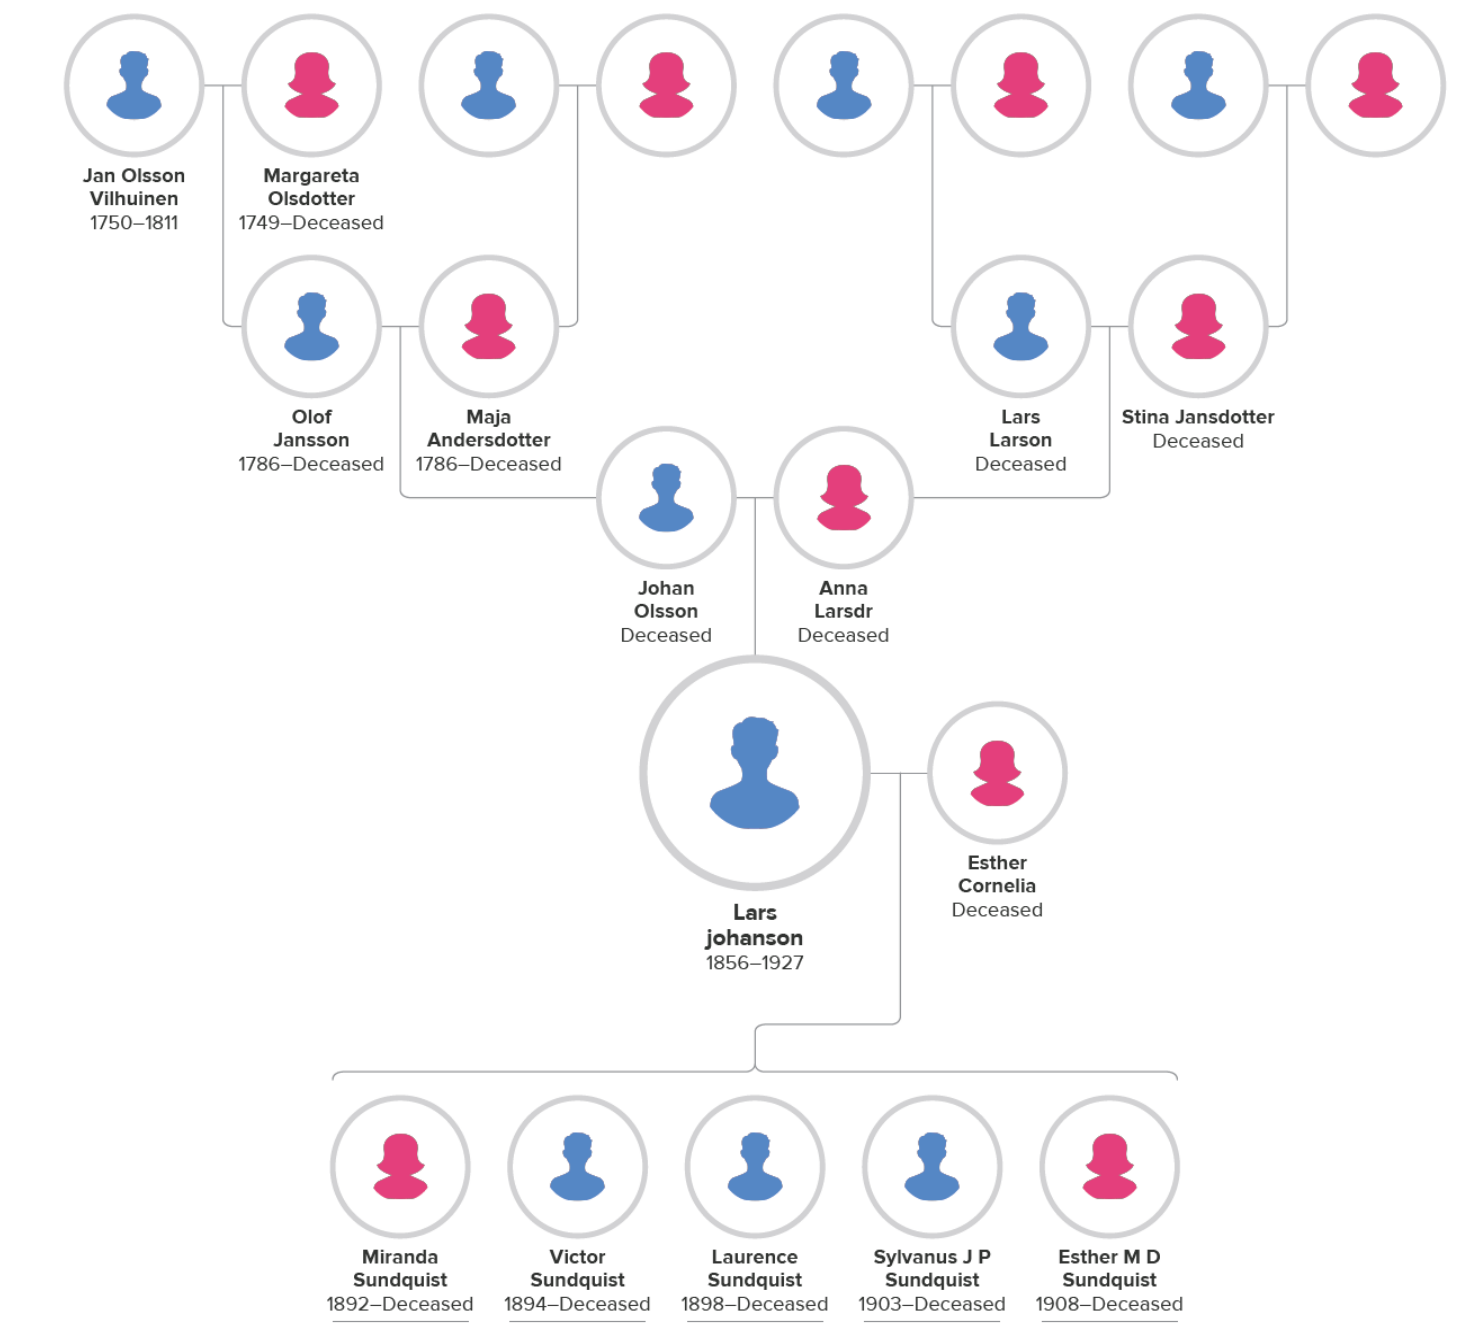 Jan Olsson
Vilhuinen
1750–1811
Margareta
Olsdotter
1749–Deceased
Olof
Jansson
1786–Deceased
Maja
Andersdotter
1786–Deceased
Lars
Larson
Deceased
Stina Jansdotter
Deceased
Johan
Olsson
Deceased
Anna
Larsdr
Deceased
Lars
johanson
1856–1927
Esther
Cornelia
Deceased
Miranda
Sundquist
1892–Deceased
Victor
Sundquist
1894–Deceased
Laurence
Sundquist
1898–Deceased
Sylvanus J P
Sundquist
1903–Deceased
Esther M D
Sundquist
1908–Deceased